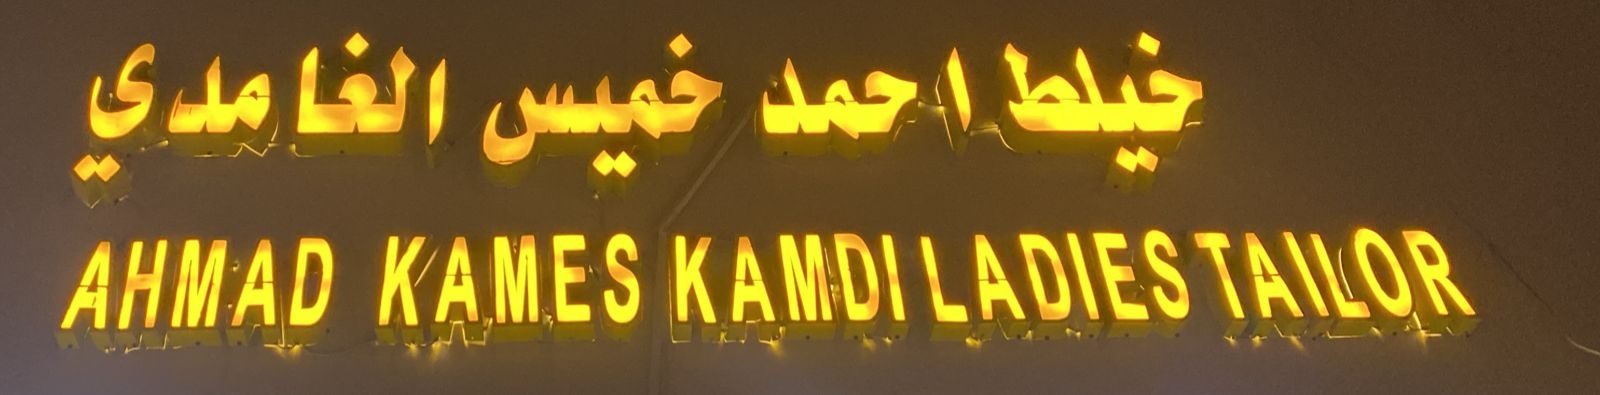 خياط احمد خميس الغامدي
AHMAD KAMES KAMDI LADIES TAILOR